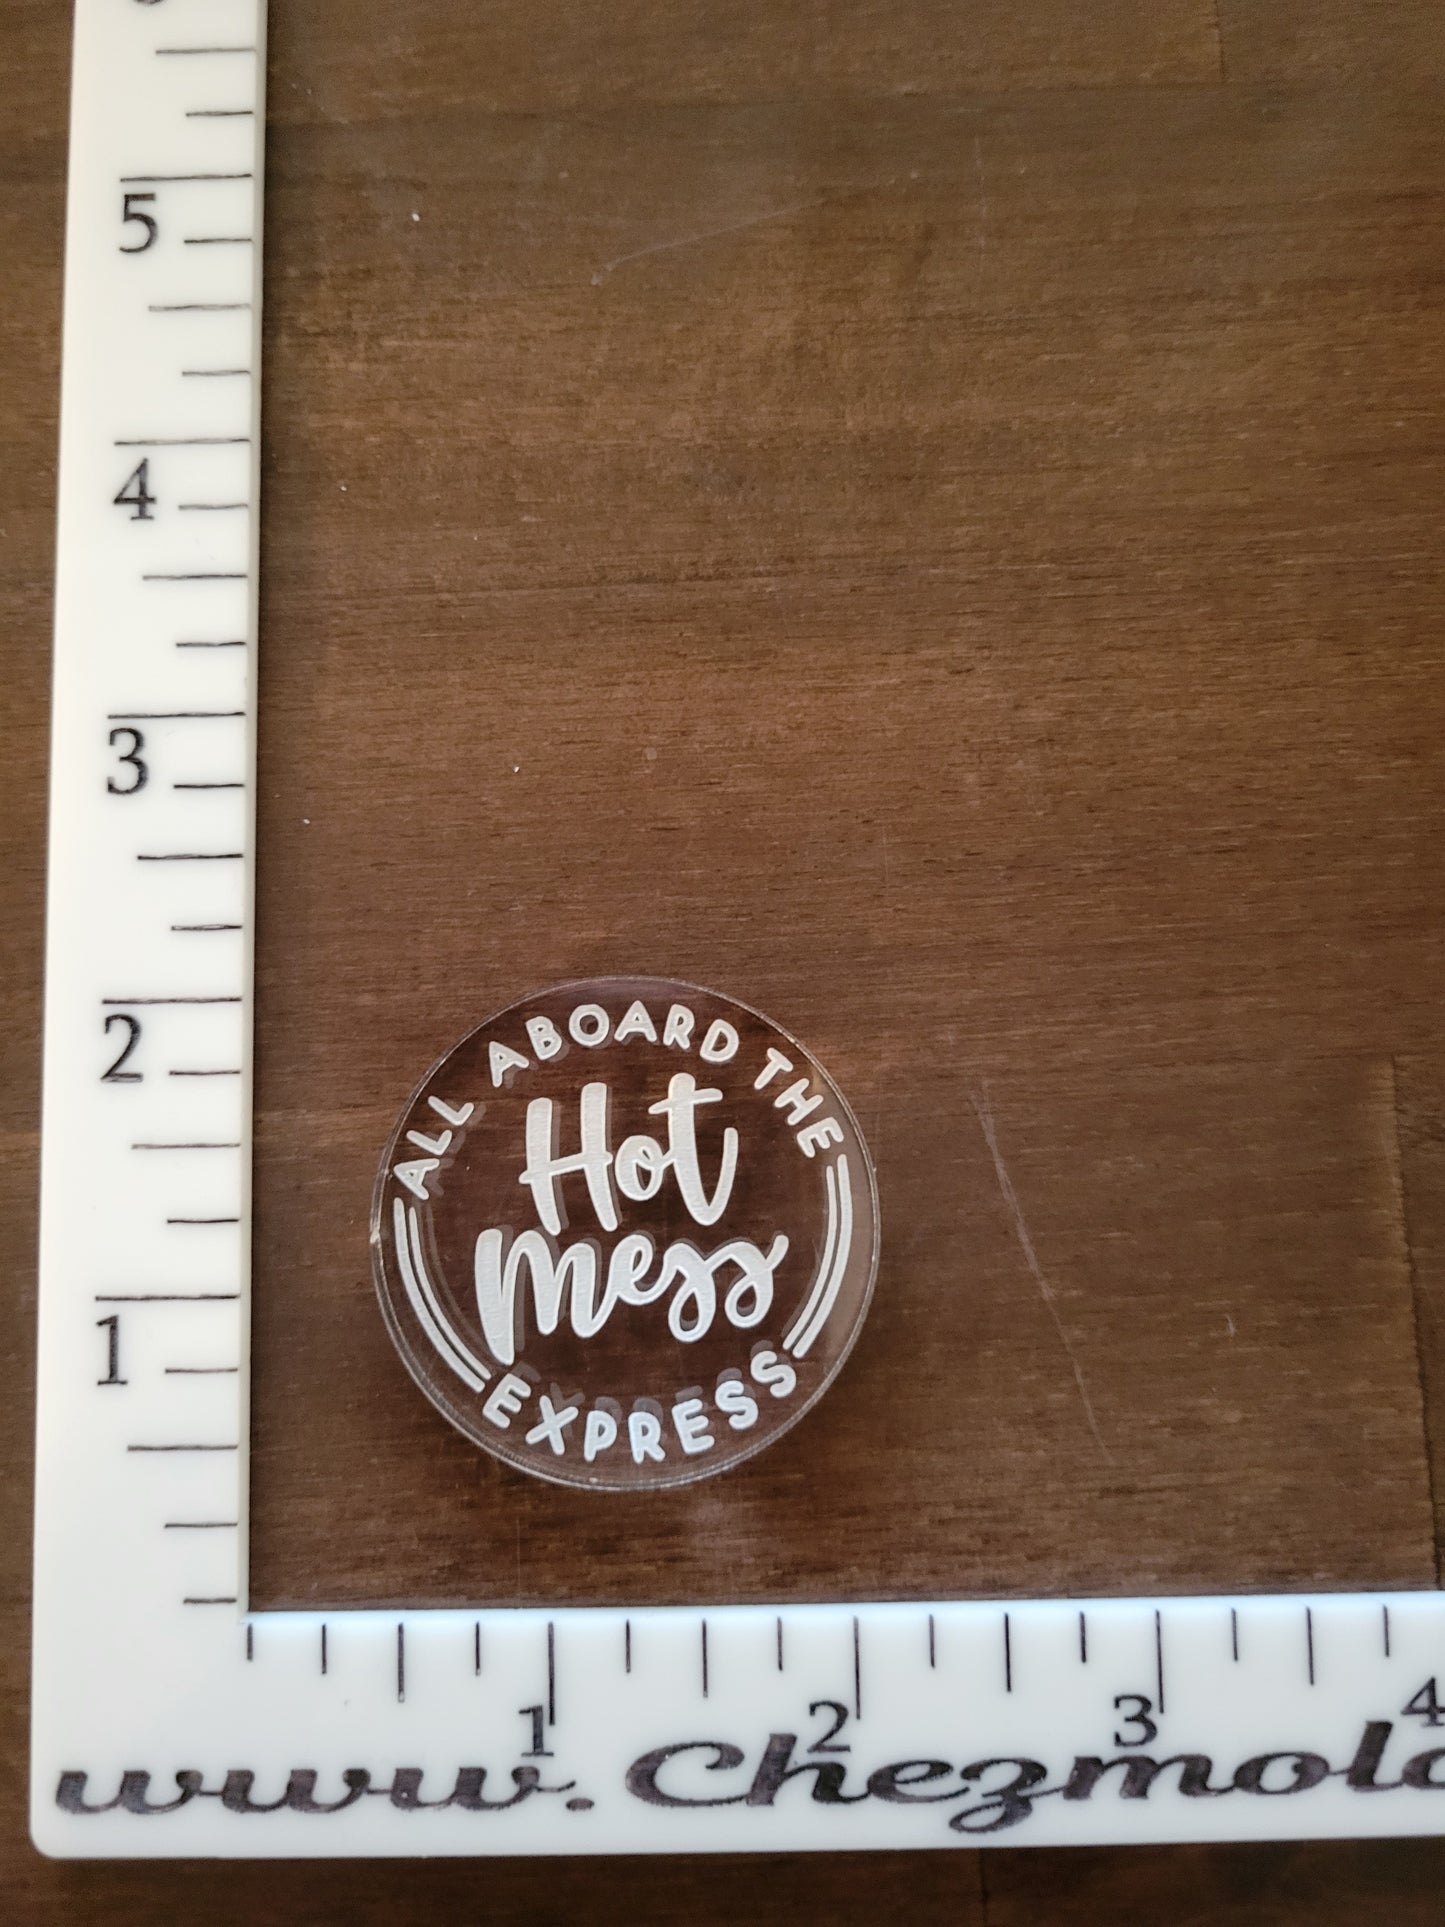 5
4
3
2
1
ALL ABOARD THE
Hot
mess
EXPRESS
1 2 3 4
www.Chezmol